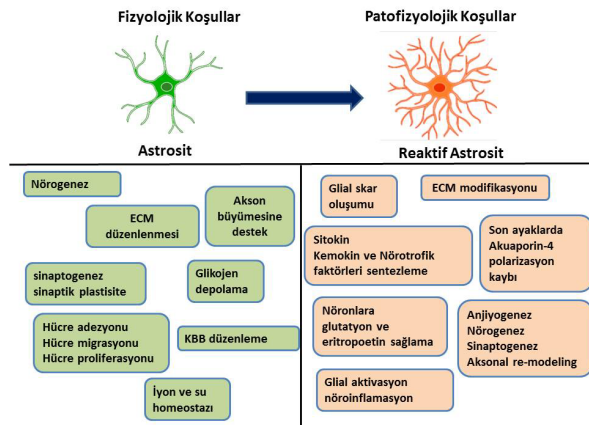 Fizyolojik Koşullar
Patofizyolojik Koşullar
Astrosit
Reaktif Astrosit
Nörogenez
ECM
düzenlenmesi
Akson
büyümesine
destek
sinaptogenez
sinaptik plastisite
Glikojen
depolama
Hücre adezyonu
Hücre migrasyonu
Hücre proliferasyonu
KBB düzenleme
İyon ve su
homeostazı
Glial skar
oluşumu
ECM modifikasyonu
Sitokin
Kemokin ve Nörotrofik
faktörleri sentezleme
Son ayaklarda
Akuaporin-4
polarizasyon
kaybı
Nöronlara
glutatyon ve
eritropoetin sağlama
Anjiyogenez
Nörogenez
Sinaptogenez
Aksonal re-modeling
Glial aktivasyon
nöroinflamasyon